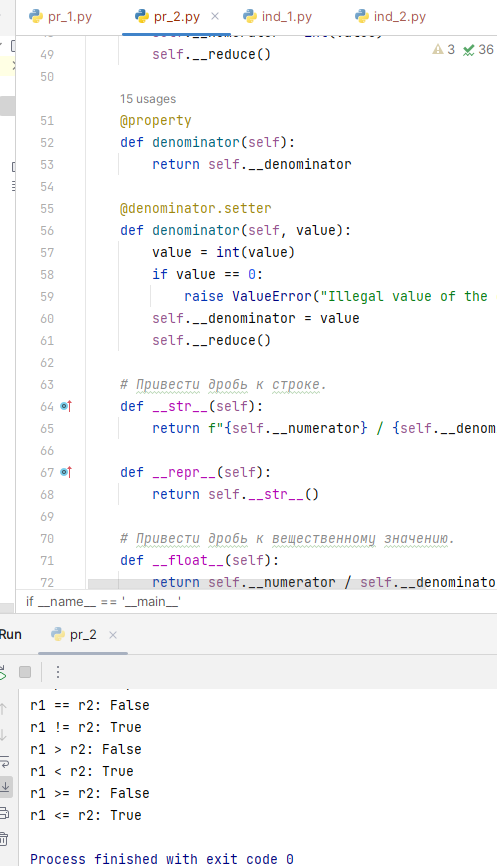 pr_1.py pr_2.py ind_1.py ind_2.py
3 36
49 self.__reduce()
50
15 usages
51 @property
52 def denominator(self):
53 return self.__denominator
54
55 @denominator.setter
56 def denominator(self, value):
57 value = int(value)
58 if value == 0:
59 raise ValueError("Illegal value of the
60 self.__denominator = value
61 self.__reduce()
62
63 # Привести дробь к строке.
64 def __str__(self):
65 return f"{self.__numerator} / {self.__denom
66
67 def __repr__(self):
68 return self.__str__()
69
70 # Привести дробь к вещественному значению.
71 def __float__(self):
72 return self.__numerator / self.__denominato
if __name__ == '__main__'
Run pr_2
r1 == r2: False
r1 != r2: True
r1 > r2: False
r1 < r2: True
r1 >= r2: False
r1 <= r2: True
Process finished with exit code 0